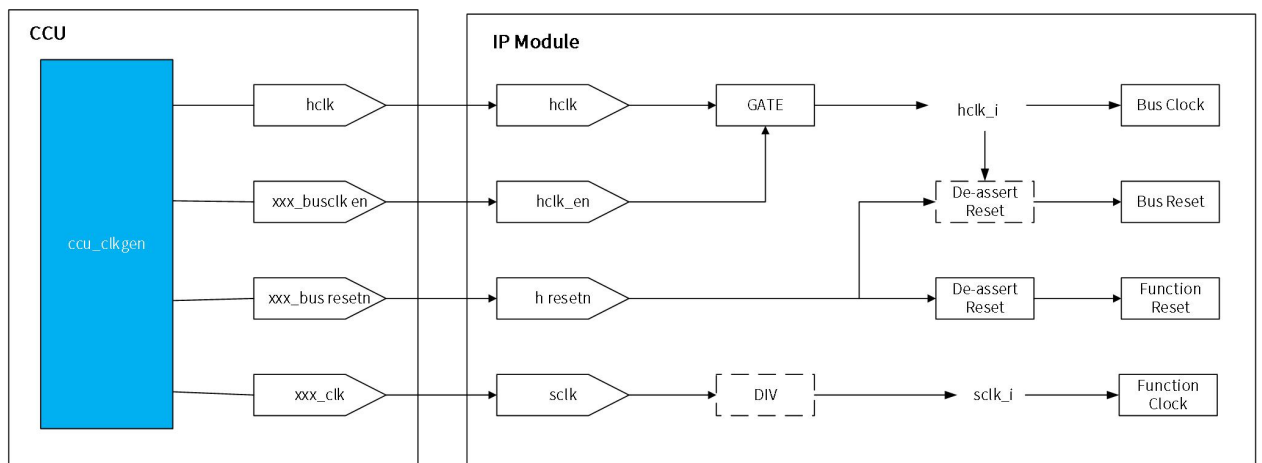 CCU
IP Module
ccu_clkgen
hclk
hclk
GATE
hclk_i
Bus Clock
xxx_busclk en
hclk_en
De-assert
Reset
Bus Reset
xxx_bus resetn
h resetn
De-assert
Reset
Function
Reset
xxx_clk
sclk
DIV
sclk_i
Function
Clock